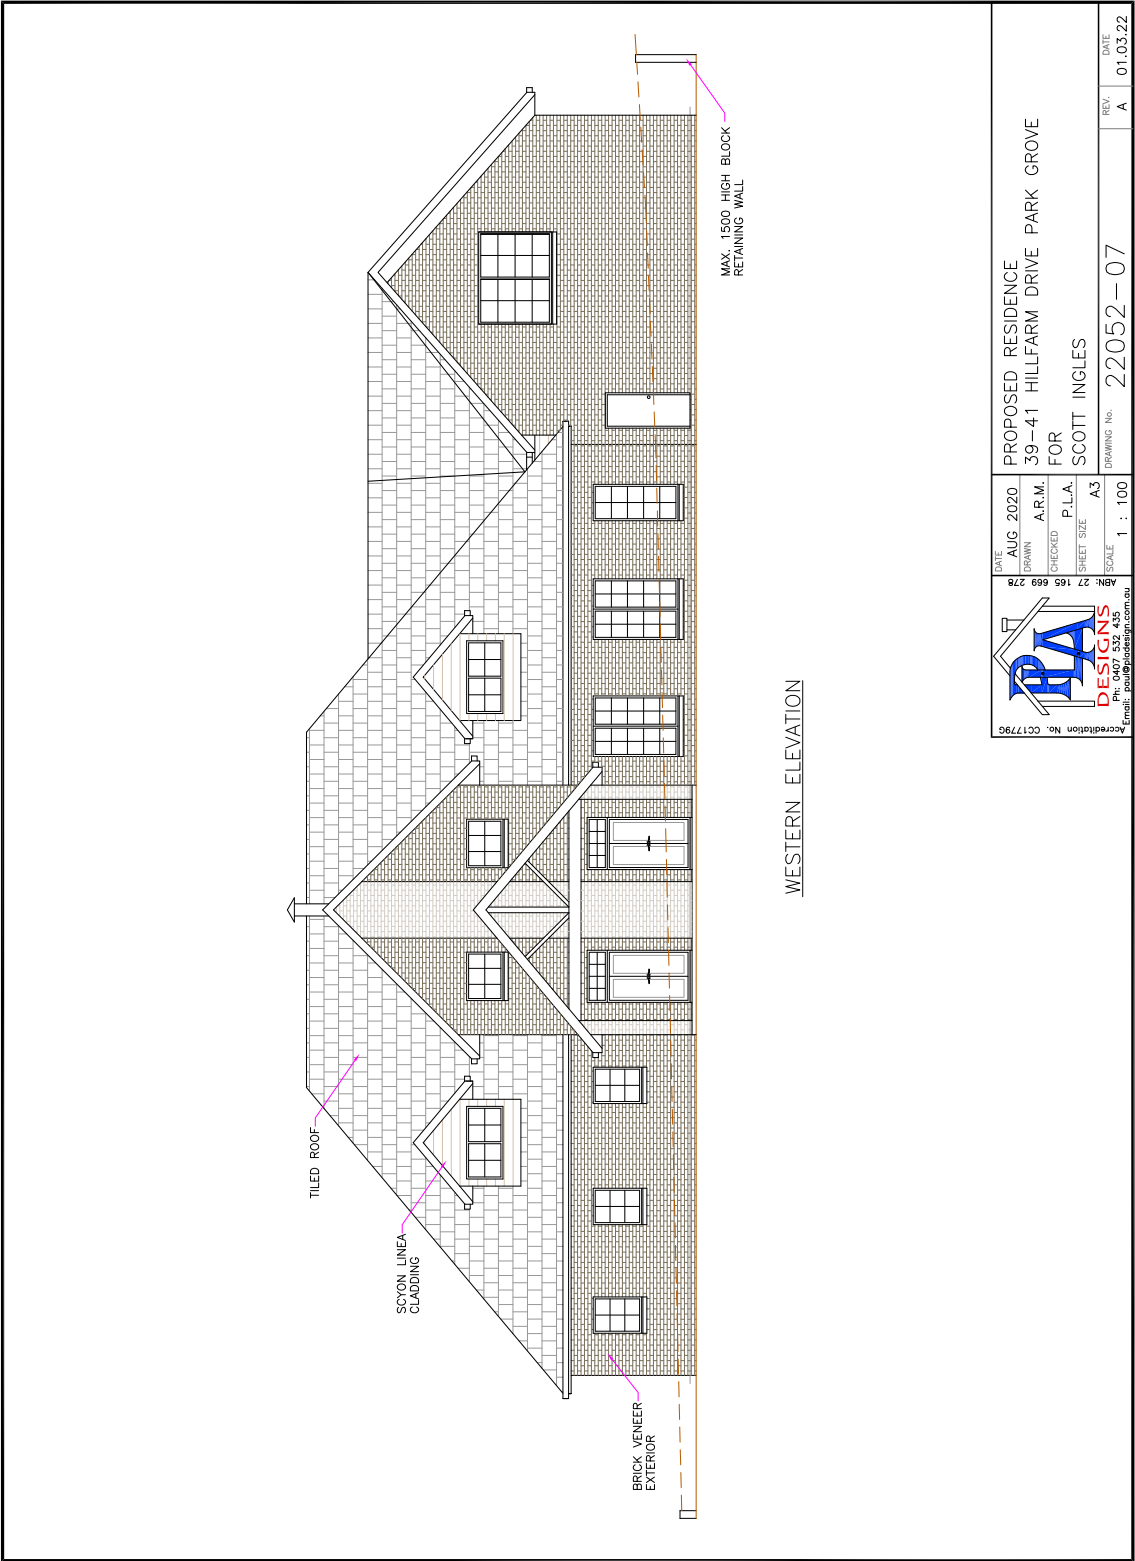 TILED ROOF
SCYON LINEA
CLADDING
BRICK VENEER
EXTERIOR
MAX. 1500 HIGH BLOCK
RETAINING WALL
WESTERN ELEVATION
Accreditation No. CC1779G
PLA
DESIGNS
Ph: 0407 532 435
Email: paul@pladesign.com.au
ABN: 27 165 669 278
DATE
AUG 2020
DRAWN
A.R.M.
CHECKED
P.L.A.
SHEET SIZE
A3
SCALE
1 : 100
PROPOSED RESIDENCE
39-41 HILLFARM DRIVE PARK GROVE
FOR
SCOTT INGLES
DRAWING No.
22052-07
REV.
A
DATE
01.03.22